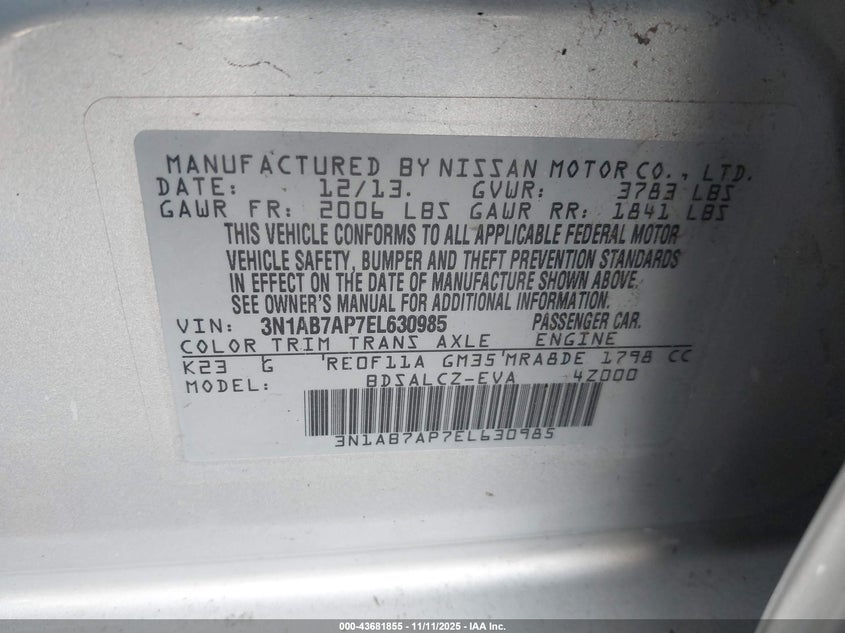 MANUFACTURED BY NISSAN MOTOR CO., LTD.
DATE: 12/13. GVWR: 3783 LBS
GAWR FR: 2006 LBS GAWR RR: 1841 LBS
THIS VEHICLE CONFORMS TO ALL APPLICABLE FEDERAL MOTOR
VEHICLE SAFETY, BUMPER AND THEFT PREVENTION STANDARDS
IN EFFECT ON THE DATE OF MANUFACTURE SHOWN ABOVE.
SEE OWNER'S MANUAL FOR ADDITIONAL INFORMATION.
VIN: 3N1AB7AP7EL630985 PASSENGER CAR.
COLOR TRIM TRANS AXLE ENGINE
K23 G 'RE0F11A GM35'MRA8DE 1798 CC
MODEL: BDSALCZ-EVA 4Z000
3N1AB7AP7EL630985
000-43681855 - 11/11/2025 - IAA Inc.